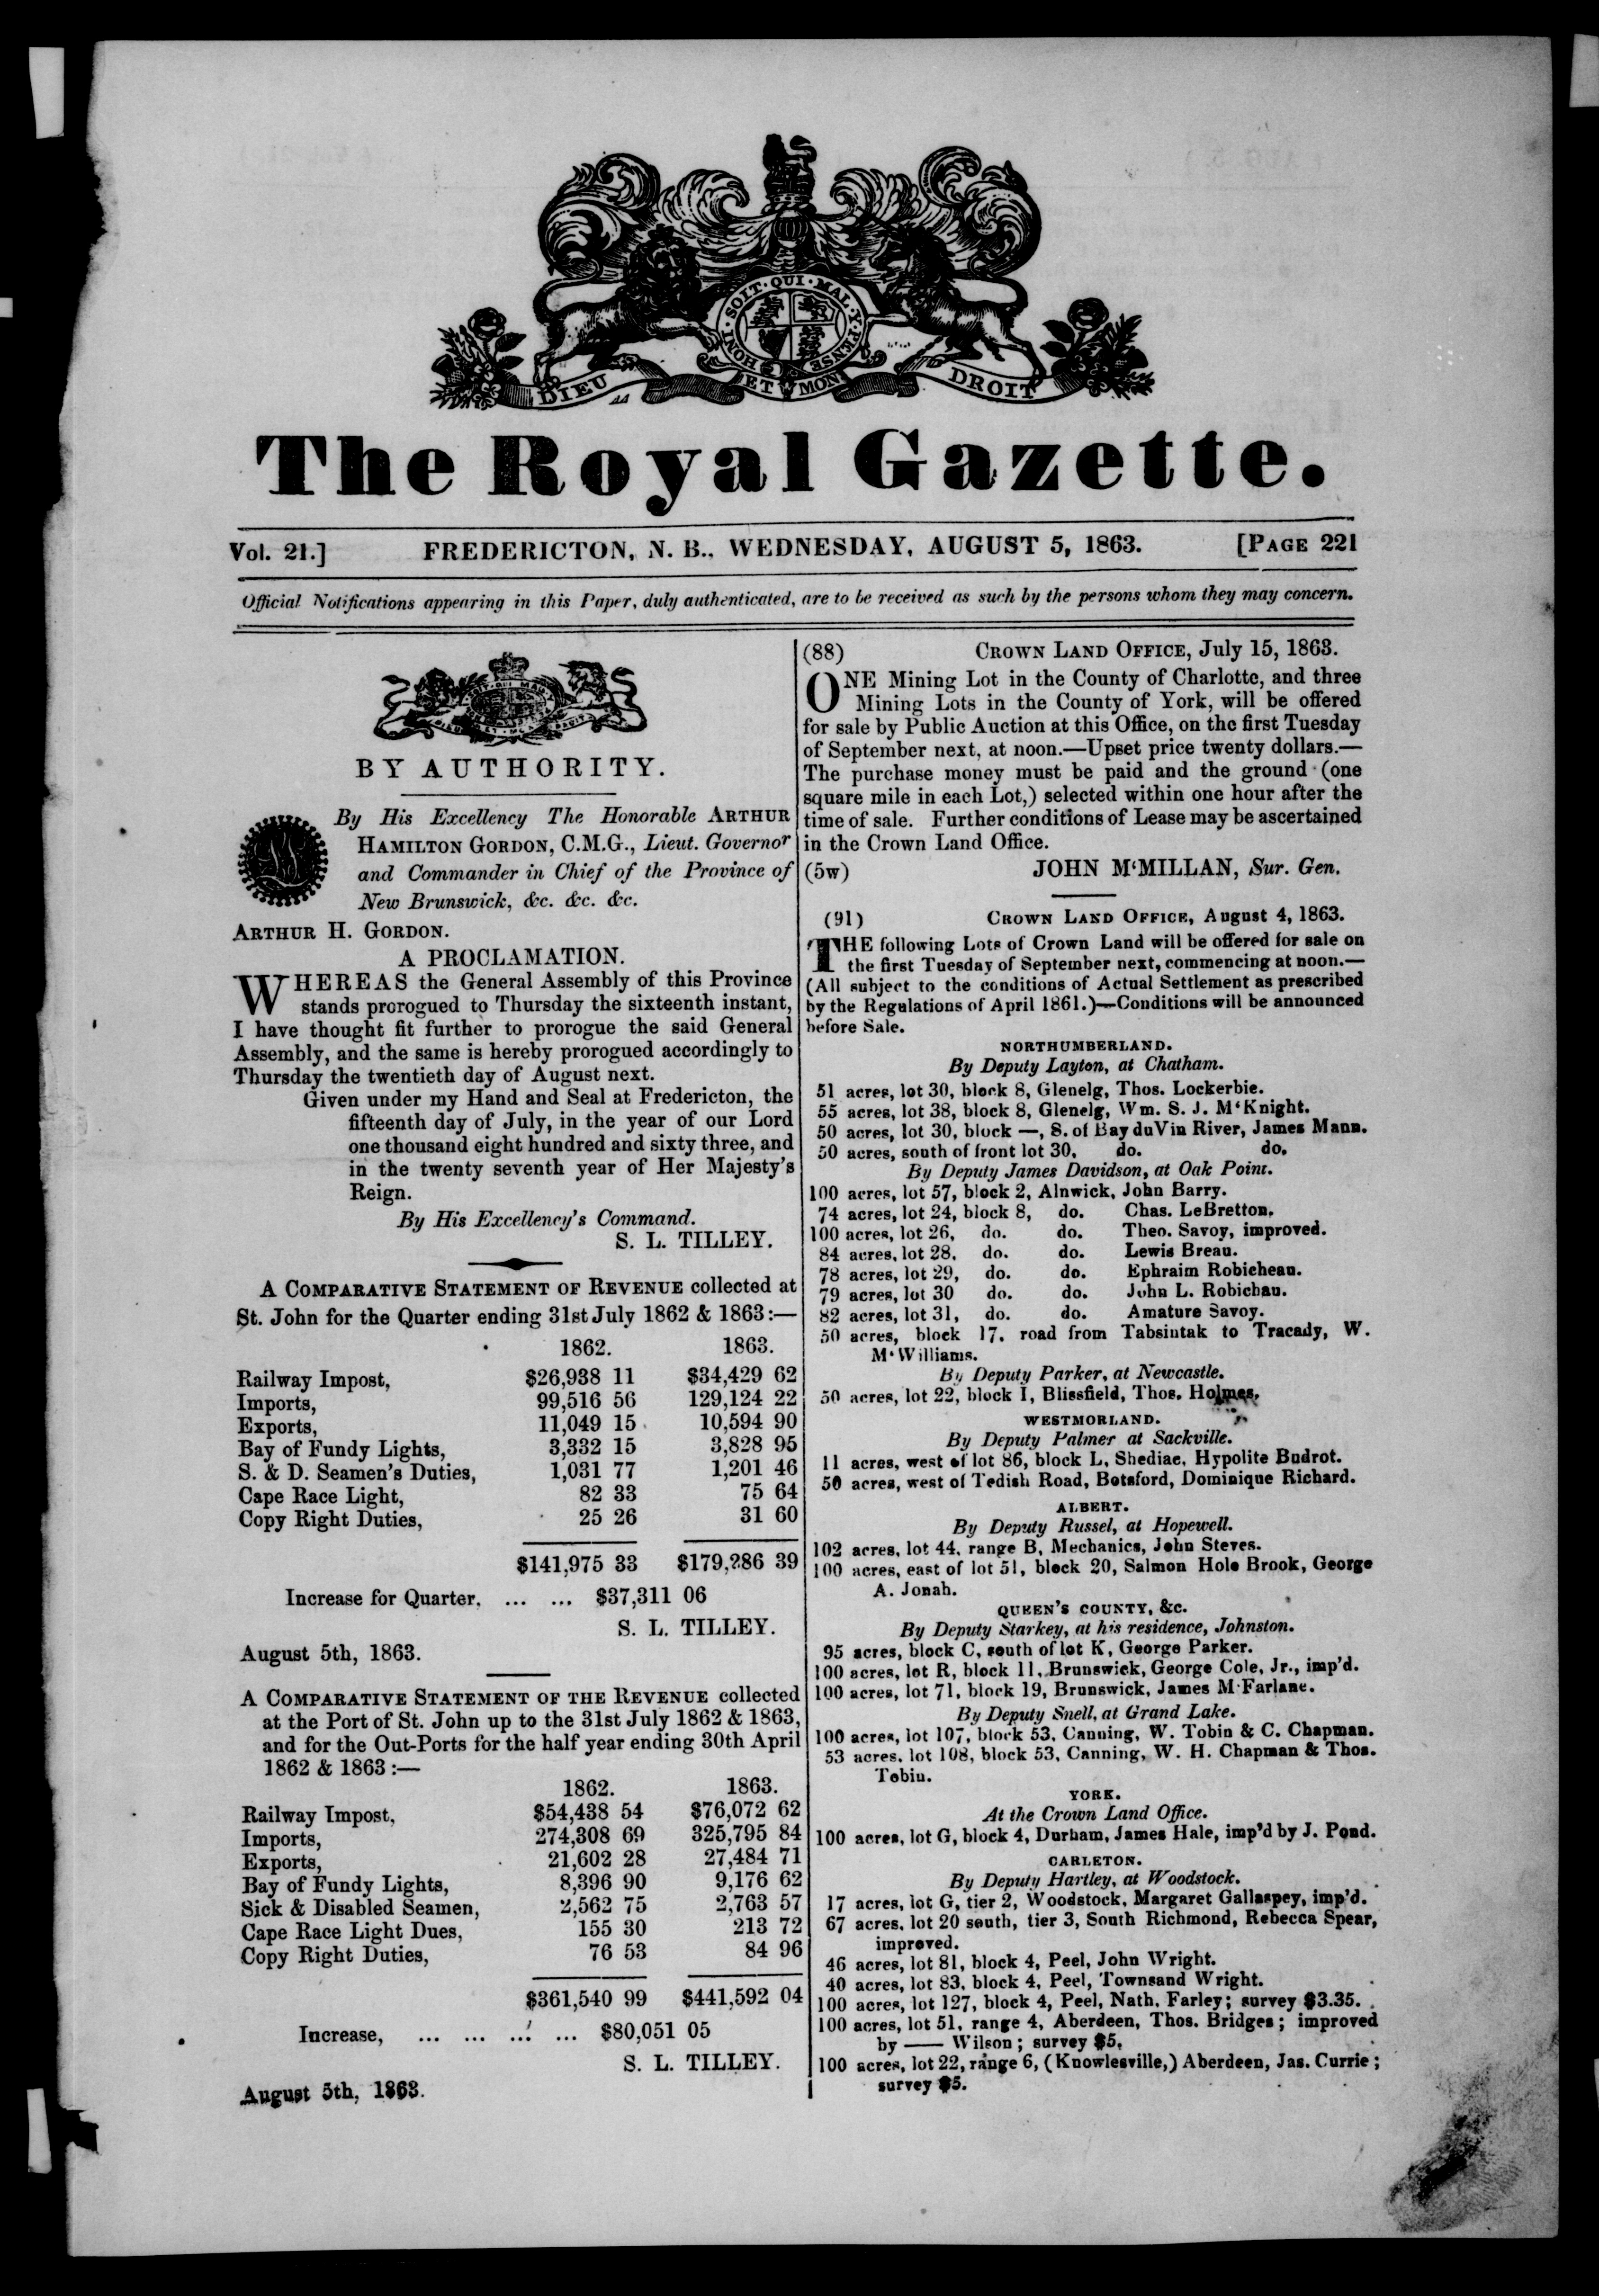 HONI · SOIT · QUI · MAL · Y · PENSE
DIEU ET MON DROIT
The Royal Gazette.
Vol. 21.] FREDERICTON, N. B., WEDNESDAY, AUGUST 5, 1863. [PAGE 221
Official Notifications appearing in this Paper, duly authenticated, are to be received as such by the persons whom they may concern.
BY AUTHORITY.
By His Excellency The Honorable ARTHUR
HAMILTON GORDON, C.M.G., Lieut. Governor
and Commander in Chief of the Province of
New Brunswick, &c. &c. &c.
ARTHUR H. GORDON.
A PROCLAMATION.
WHEREAS the General Assembly of this Province
stands prorogued to Thursday the sixteenth instant,
I have thought fit further to prorogue the said General
Assembly, and the same is hereby prorogued accordingly to
Thursday the twentieth day of August next.
Given under my Hand and Seal at Fredericton, the
fifteenth day of July, in the year of our Lord
one thousand eight hundred and sixty three, and
in the twenty seventh year of Her Majesty's
Reign.
By His Excellency's Command.
S. L. TILLEY.
A COMPARATIVE STATEMENT OF REVENUE collected at
St. John for the Quarter ending 31st July 1862 & 1863:—
1862. 1863.
Railway Impost, $26,938 11 $34,429 62
Imports, 99,516 56 129,124 22
Exports, 11,049 15 10,594 90
Bay of Fundy Lights, 3,332 15 3,828 95
S. & D. Seamen's Duties, 1,031 77 1,201 46
Cape Race Light, 82 33 75 64
Copy Right Duties, 25 26 31 60
$141,975 33 $179,286 39
Increase for Quarter, ... ... $37,311 06
S. L. TILLEY.
August 5th, 1863.
A COMPARATIVE STATEMENT OF THE REVENUE collected
at the Port of St. John up to the 31st July 1862 & 1863,
and for the Out-Ports for the half year ending 30th April
1862 & 1863:—
1862. 1863.
Railway Impost, $54,438 54 $76,072 62
Imports, 274,308 69 325,795 84
Exports, 21,602 28 27,484 71
Bay of Fundy Lights, 8,396 90 9,176 62
Sick & Disabled Seamen, 2,562 75 2,763 57
Cape Race Light Dues, 155 30 213 72
Copy Right Duties, 76 53 84 96
$361,540 99 $441,592 04
Increase, ... ... ... ... $80,051 05
S. L. TILLEY.
August 5th, 1863.
(88) CROWN LAND OFFICE, July 15, 1863.
ONE Mining Lot in the County of Charlotte, and three
Mining Lots in the County of York, will be offered
for sale by Public Auction at this Office, on the first Tuesday
of September next, at noon.—Upset price twenty dollars.—
The purchase money must be paid and the ground (one
square mile in each Lot,) selected within one hour after the
time of sale. Further conditions of Lease may be ascertained
in the Crown Land Office.
(5w) JOHN M'MILLAN, Sur. Gen.
(91) CROWN LAND OFFICE, August 4, 1863.
THE following Lots of Crown Land will be offered for sale on
the first Tuesday of September next, commencing at noon.—
(All subject to the conditions of Actual Settlement as prescribed
by the Regulations of April 1861.)—Conditions will be announced
before Sale.
NORTHUMBERLAND.
By Deputy Layton, at Chatham.
51 acres, lot 30, block 8, Glenelg, Thos. Lockerbie.
55 acres, lot 38, block 8, Glenelg, Wm. S. J. M'Knight.
50 acres, lot 30, block —, S. of Bay du Vin River, James Mann.
50 acres, south of front lot 30, do. do.
By Deputy James Davidson, at Oak Point.
100 acres, lot 57, block 2, Alnwick, John Barry.
74 acres, lot 24, block 8, do. Chas. LeBretton,
100 acres, lot 26, do. do. Theo. Savoy, improved.
84 acres, lot 28, do. do. Lewis Breau.
78 acres, lot 29, do. do. Ephraim Robicheau.
79 acres, lot 30 do. do. John L. Robichau.
82 acres, lot 31, do. do. Amature Savoy.
50 acres, block 17, road from Tabsintak to Tracady, W.
M'Williams.
By Deputy Parker, at Newcastle.
50 acres, lot 22, block I, Blissfield, Thos. Holmes.
WESTMORLAND.
By Deputy Palmer at Sackville.
11 acres, west of lot 86, block L, Shediac, Hypolite Budrot.
50 acres, west of Tedish Road, Botsford, Dominique Richard.
ALBERT.
By Deputy Russel, at Hopewell.
102 acres, lot 44, range B, Mechanics, John Steves.
100 acres, east of lot 51, block 20, Salmon Hole Brook, George
A. Jonah.
QUEEN'S COUNTY, &c.
By Deputy Starkey, at his residence, Johnston.
95 acres, block C, south of lot K, George Parker.
100 acres, lot R, block 11, Brunswick, George Cole, Jr., imp'd.
100 acres, lot 71, block 19, Brunswick, James M'Farlane.
By Deputy Snell, at Grand Lake.
100 acres, lot 107, block 53, Canning, W. Tobin & C. Chapman.
53 acres, lot 108, block 53, Canning, W. H. Chapman & Thos.
Tobin.
YORK.
At the Crown Land Office.
100 acres, lot G, block 4, Durham, James Hale, imp'd by J. Pond.
CARLETON.
By Deputy Hartley, at Woodstock.
17 acres, lot G, tier 2, Woodstock, Margaret Gallaspey, imp'd.
67 acres, lot 20 south, tier 3, South Richmond, Rebecca Spear,
improved.
46 acres, lot 81, block 4, Peel, John Wright.
40 acres, lot 83, block 4, Peel, Townsand Wright.
100 acres, lot 127, block 4, Peel, Nath. Farley; survey $3.35.
100 acres, lot 51, range 4, Aberdeen, Thos. Bridges; improved
by —— Wilson; survey $5,
100 acres, lot 22, range 6, (Knowlesville,) Aberdeen, Jas. Currie;
survey $5.